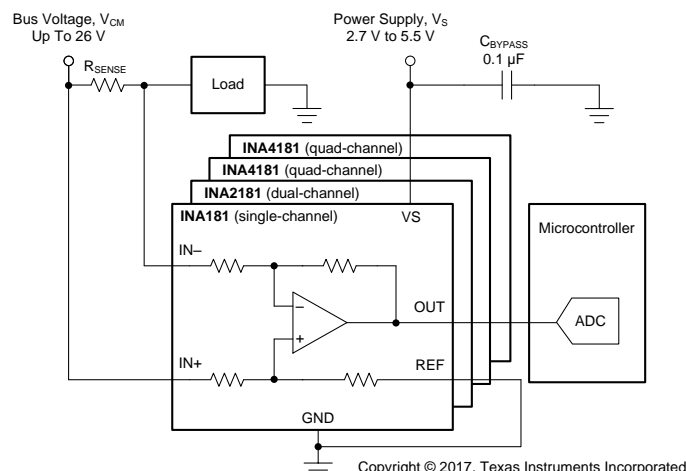 Bus Voltage, VCM
Up To 26 V
Power Supply, VS
2.7 V to 5.5 V
CBYPASS
0.1 µF
RSENSE
Load
INA4181 (quad-channel)
INA4181 (quad-channel)
INA2181 (dual-channel)
INA181 (single-channel)
VS
Microcontroller
IN–
–
OUT
ADC
+
IN+
REF
GND
Copyright © 2017, Texas Instruments Incorporated